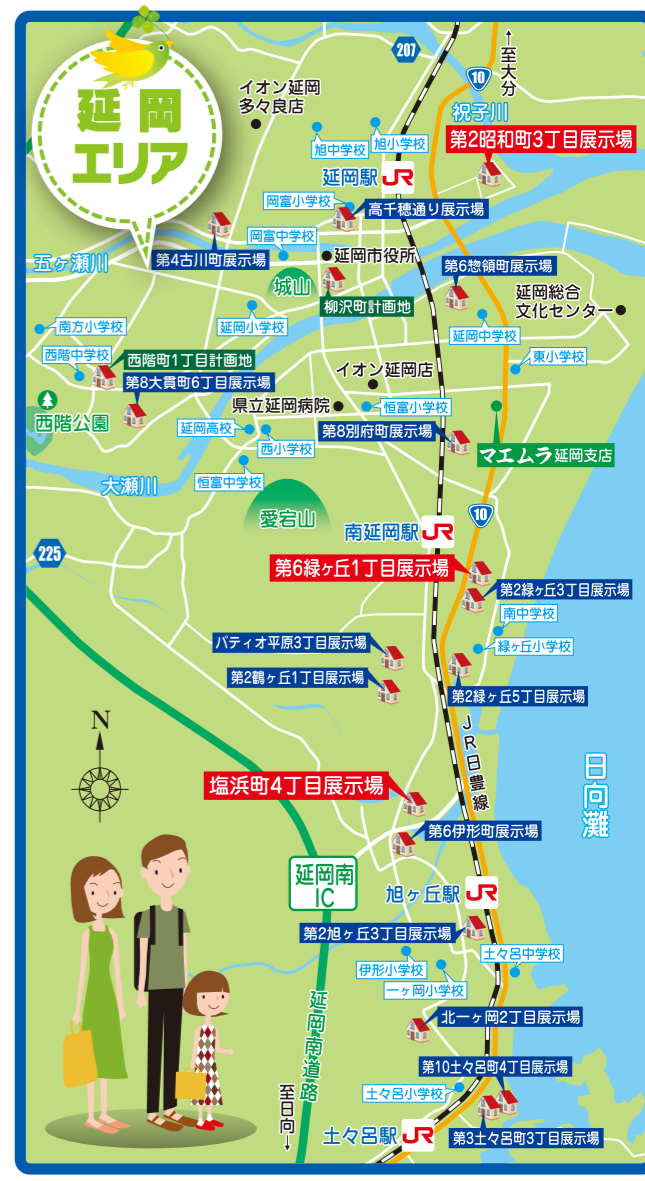 延岡
エリア
207
10
↑至大分
祝子川
イオン延岡
多々良店
旭中学校
旭小学校
第2昭和町3丁目展示場
延岡駅
JR
岡富小学校
高千穂通り展示場
岡富中学校
第4古川町展示場
五ヶ瀬川
延岡市役所
城山
柳沢町計画地
第6惣領町展示場
延岡総合
文化センター
南方小学校
延岡小学校
延岡中学校
西階中学校
西階町1丁目計画地
東小学校
イオン延岡店
第8大貫町6丁目展示場
県立延岡病院
恒富小学校
西階公園
延岡高校
西小学校
第8別府町展示場
マエムラ延岡支店
大瀬川
恒富中学校
愛宕山
10
南延岡駅
JR
225
第6緑ヶ丘1丁目展示場
第2緑ヶ丘3丁目展示場
南中学校
パティオ平原3丁目展示場
緑ヶ丘小学校
第2鶴ヶ丘1丁目展示場
第2緑ヶ丘5丁目展示場
N
JR日豊線
日向灘
塩浜町4丁目展示場
第6伊形町展示場
延岡南
IC
旭ヶ丘駅
JR
第2旭ヶ丘3丁目展示場
土々呂中学校
伊形小学校
一ヶ岡小学校
延岡南道路
北一ヶ岡2丁目展示場
第10土々呂町4丁目展示場
至日向↓
土々呂小学校
土々呂駅
JR
第3土々呂町3丁目展示場